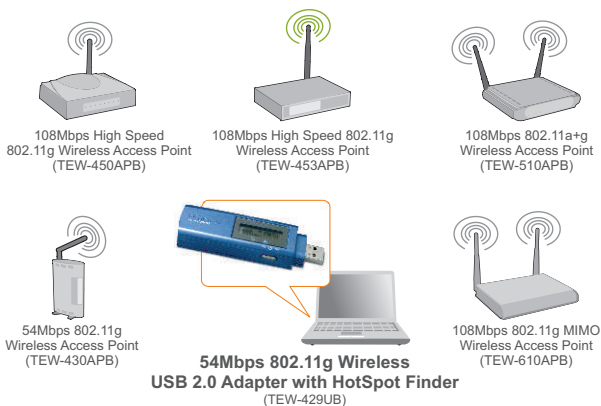 108Mbps High Speed
802.11g Wireless Access Point
(TEW-450APB)
108Mbps High Speed 802.11g
Wireless Access Point
(TEW-453APB)
108Mbps 802.11a+g
Wireless Access Point
(TEW-510APB)
54Mbps 802.11g
Wireless Access Point
(TEW-430APB)
54Mbps 802.11g Wireless
USB 2.0 Adapter with HotSpot Finder
(TEW-429UB)
108Mbps 802.11g MIMO
Wireless Access Point
(TEW-610APB)